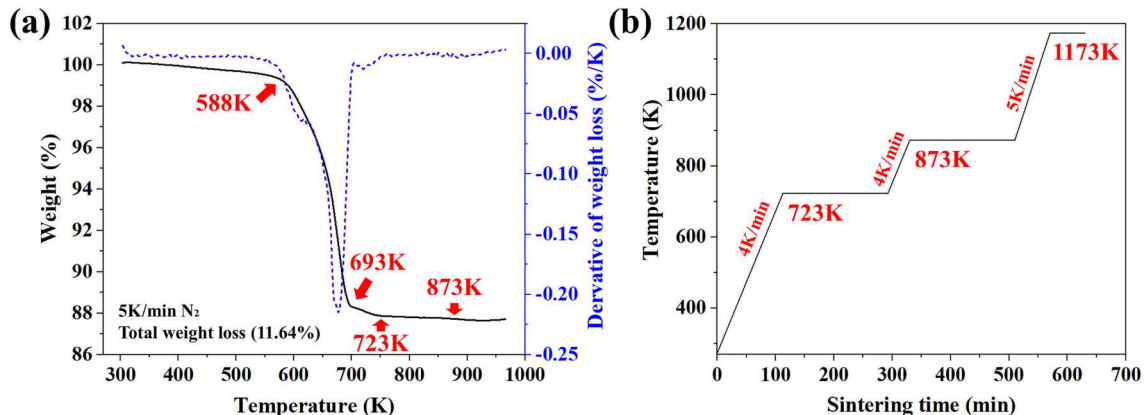 (a)
102
100
98
96
94
92
90
88
86
Weight (%)
300 400 500 600 700 800 900 1000
Temperature (K)
0.00
-0.05
-0.10
-0.15
-0.20
-0.25
Dervative of weight loss (%/K)
588K
693K
873K
723K
5K/min N₂
Total weight loss (11.64%)
(b)
1200
1000
800
600
400
Temperature (K)
0 100 200 300 400 500 600 700
Sintering time (min)
4K/min
723K
4K/min
873K
5K/min
1173K